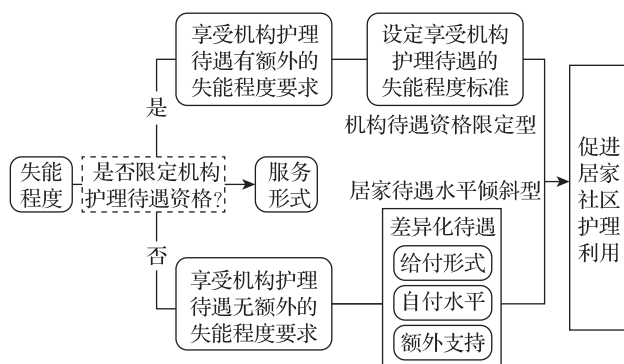 享受机构护理
待遇有额外的
失能程度要求
设定享受机构
护理待遇的
失能程度标准
是
机构待遇资格限定型
失能
程度
是否限定机构
护理待遇资格?
服务
形式
居家待遇水平倾斜型
促进
居家
社区
护理
利用
否
享受机构护理
待遇无额外的
失能程度要求
差异化待遇
给付形式
自付水平
额外支持